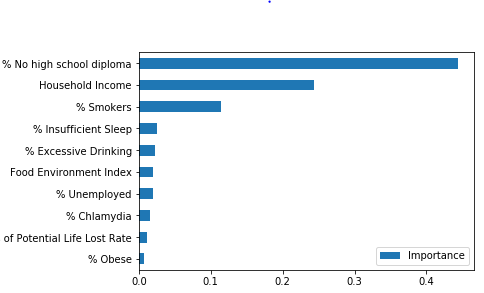 % No high school diploma
Household Income
% Smokers
% Insufficient Sleep
% Excessive Drinking
Food Environment Index
% Unemployed
% Chlamydia
of Potential Life Lost Rate
% Obese
Importance
0.0 0.1 0.2 0.3 0.4